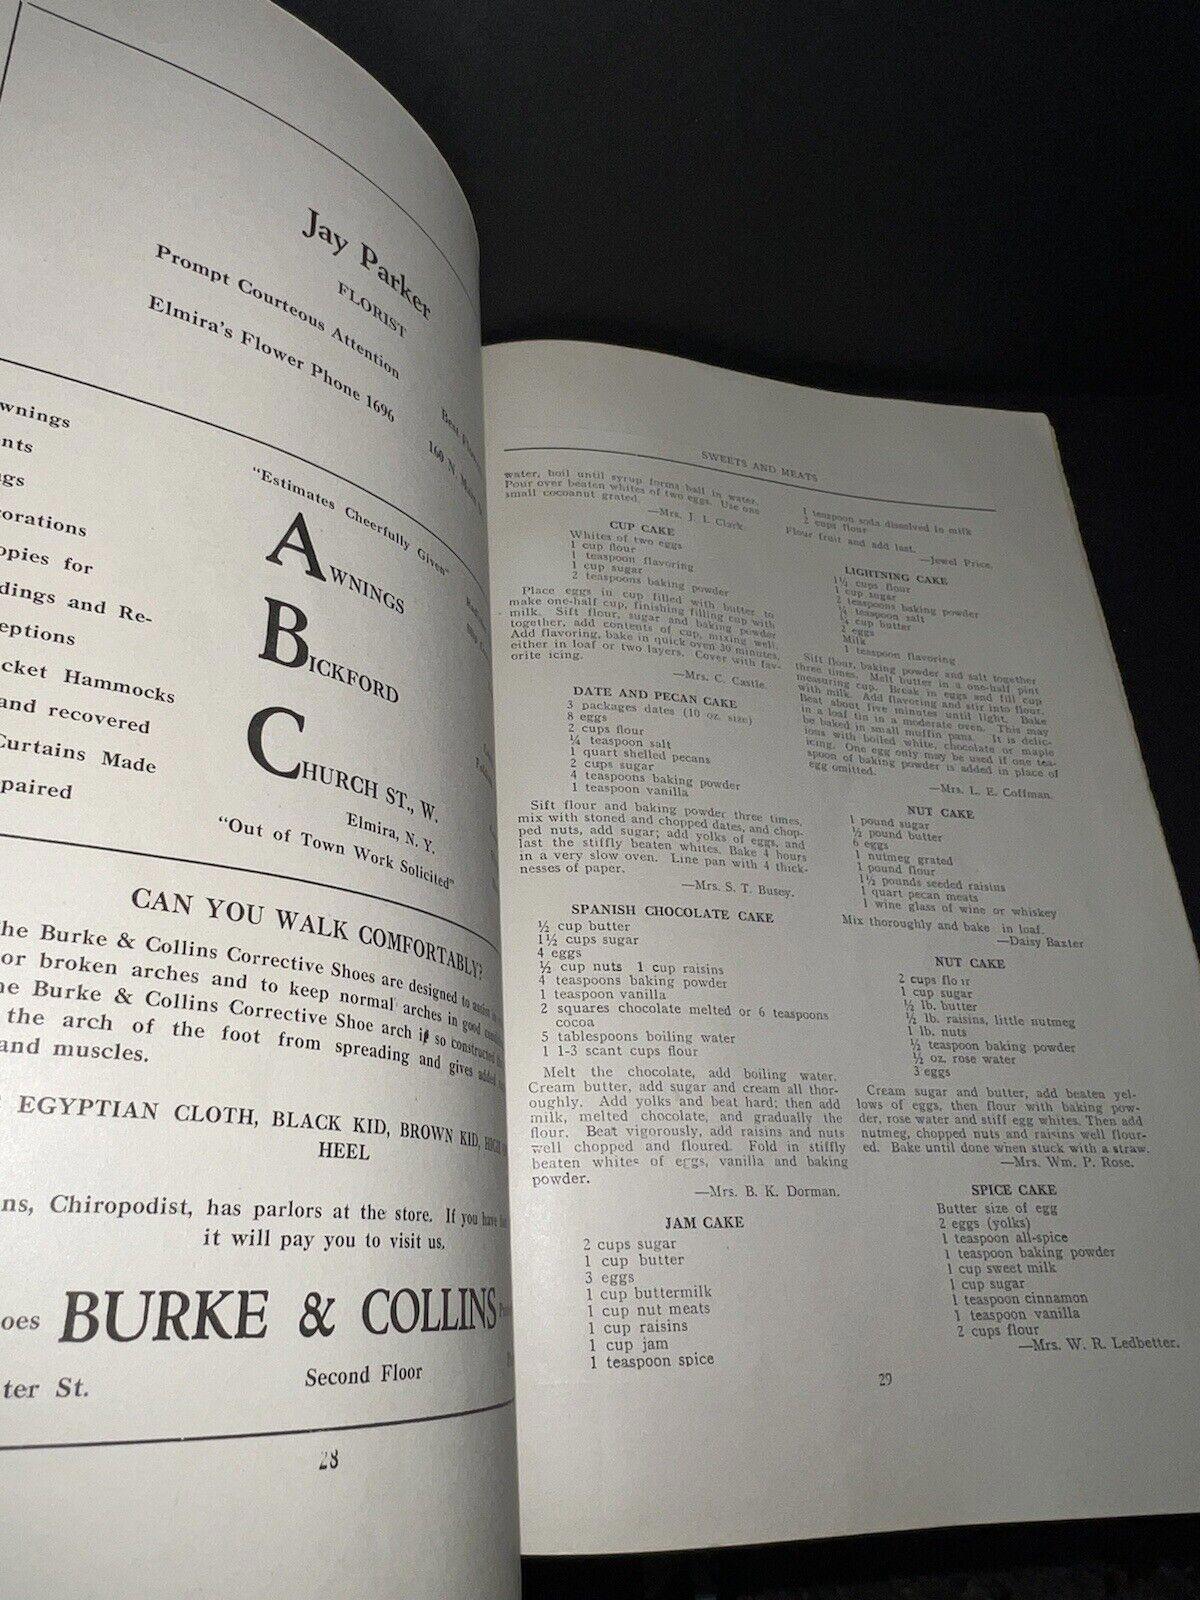 Jay Parker
FLORIST
Prompt Courteous Attention
Elmira's Flower Phone 1696
160 N.
wnings
nts
gs
orations
opies for
dings and Re-
eptions
cket Hammocks
and recovered
Curtains Made
paired
"Estimates Cheerfully Given"
AWNINGS
BICKFORD
CHURCH ST., W.
Elmira, N. Y.
"Out of Town Work Solicited"
CAN YOU WALK COMFORTABLY?
he Burke & Collins Corrective Shoes are designed to
or broken arches and to keep normal arches in good
he Burke & Collins Corrective Shoe arch is so constructed
the arch of the foot from spreading and gives added
and muscles.
EGYPTIAN CLOTH, BLACK KID, BROWN KID,
HEEL
ns, Chiropodist, has parlors at the store. If you have
it will pay you to visit us.
oes BURKE & COLLINS
Second Floor
ter St.
28
SWEETS AND MEATS
water, boil until syrup forms ball in water.
Pour over beaten whites of two eggs. Use one
small cocoanut grated.
—Mrs. J. I. Clark.
CUP CAKE
Whites of two eggs
1 cup flour
1 teaspoon flavoring
1 cup sugar
2 teaspoons baking powder
Place eggs in cup filled with butter to
make one-half cup, finishing filling cup with
milk. Sift flour, sugar and baking powder
together, add contents of cup, mixing well.
Add flavoring, bake in quick oven 30 minutes,
either in loaf or two layers. Cover with fav-
orite icing.
—Mrs. C. Castle.
DATE AND PECAN CAKE
3 packages dates (10 oz. size)
8 eggs
2 cups flour
¼ teaspoon salt
1 quart shelled pecans
2 cups sugar
4 teaspoons baking powder
1 teaspoon vanilla
Sift flour and baking powder three times,
mix with stoned and chopped dates, and chop-
ped nuts, add sugar; add yolks of eggs, and
last the stiffly beaten whites. Bake 4 hours
in a very slow oven. Line pan with 4 thick-
nesses of paper.
—Mrs. S. T. Busey.
SPANISH CHOCOLATE CAKE
½ cup butter
1½ cups sugar
4 eggs
½ cup nuts 1 cup raisins
4 teaspoons baking powder
1 teaspoon vanilla
2 squares chocolate melted or 6 teaspoons
cocoa
5 tablespoons boiling water
1 1-3 scant cups flour
Melt the chocolate, add boiling water.
Cream butter, add sugar and cream all thor-
oughly. Add yolks and beat hard; then add
milk, melted chocolate, and gradually the
flour. Beat vigorously, add raisins and nuts
well chopped and floured. Fold in stiffly
beaten whites of eggs, vanilla and baking
powder.
—Mrs. B. K. Dorman.
JAM CAKE
2 cups sugar
1 cup butter
3 eggs
1 cup buttermilk
1 cup nut meats
1 cup raisins
1 cup jam
1 teaspoon spice
1 teaspoon soda dissolved in milk
2 cups flour
Flour fruit and add last.
—Jewel Price.
LIGHTNING CAKE
1½ cups flour
1 cup sugar
2 teaspoons baking powder
¼ teaspoon salt
¼ cup butter
2 eggs
Milk
1 teaspoon flavoring
Sift flour, baking powder and salt together
three times. Melt butter in a one-half pint
measuring cup. Break in eggs and fill cup
with milk. Add flavoring and stir into flour.
Beat about five minutes until light. Bake
in a loaf tin in a moderate oven. This may
be baked in small muffin pans. It is delic-
ious with boiled white, chocolate or maple
icing. One egg only may be used if one tea-
spoon of baking powder is added in place of
egg omitted.
—Mrs. L. E. Coffman.
NUT CAKE
1 pound sugar
½ pound butter
6 eggs
1 nutmeg grated
1 pound flour
1½ pounds seeded raisins
1 quart pecan meats
1 wine glass of wine or whiskey
Mix thoroughly and bake in loaf.
—Daisy Baxter
NUT CAKE
2 cups flour
1 cup sugar
½ lb. butter
½ lb. raisins, little nutmeg
1 lb. nuts
½ teaspoon baking powder
½ oz. rose water
3 eggs
Cream sugar and butter, add beaten yel-
lows of eggs, then flour with baking pow-
der, rose water and stiff egg whites. Then add
nutmeg, chopped nuts and raisins well flour-
ed. Bake until done when stuck with a straw.
—Mrs. Wm. P. Rose.
SPICE CAKE
Butter size of egg
2 eggs (yolks)
1 teaspoon all-spice
1 teaspoon baking powder
1 cup sweet milk
1 cup sugar
1 teaspoon cinnamon
1 teaspoon vanilla
2 cups flour
—Mrs. W. R. Ledbetter.
29